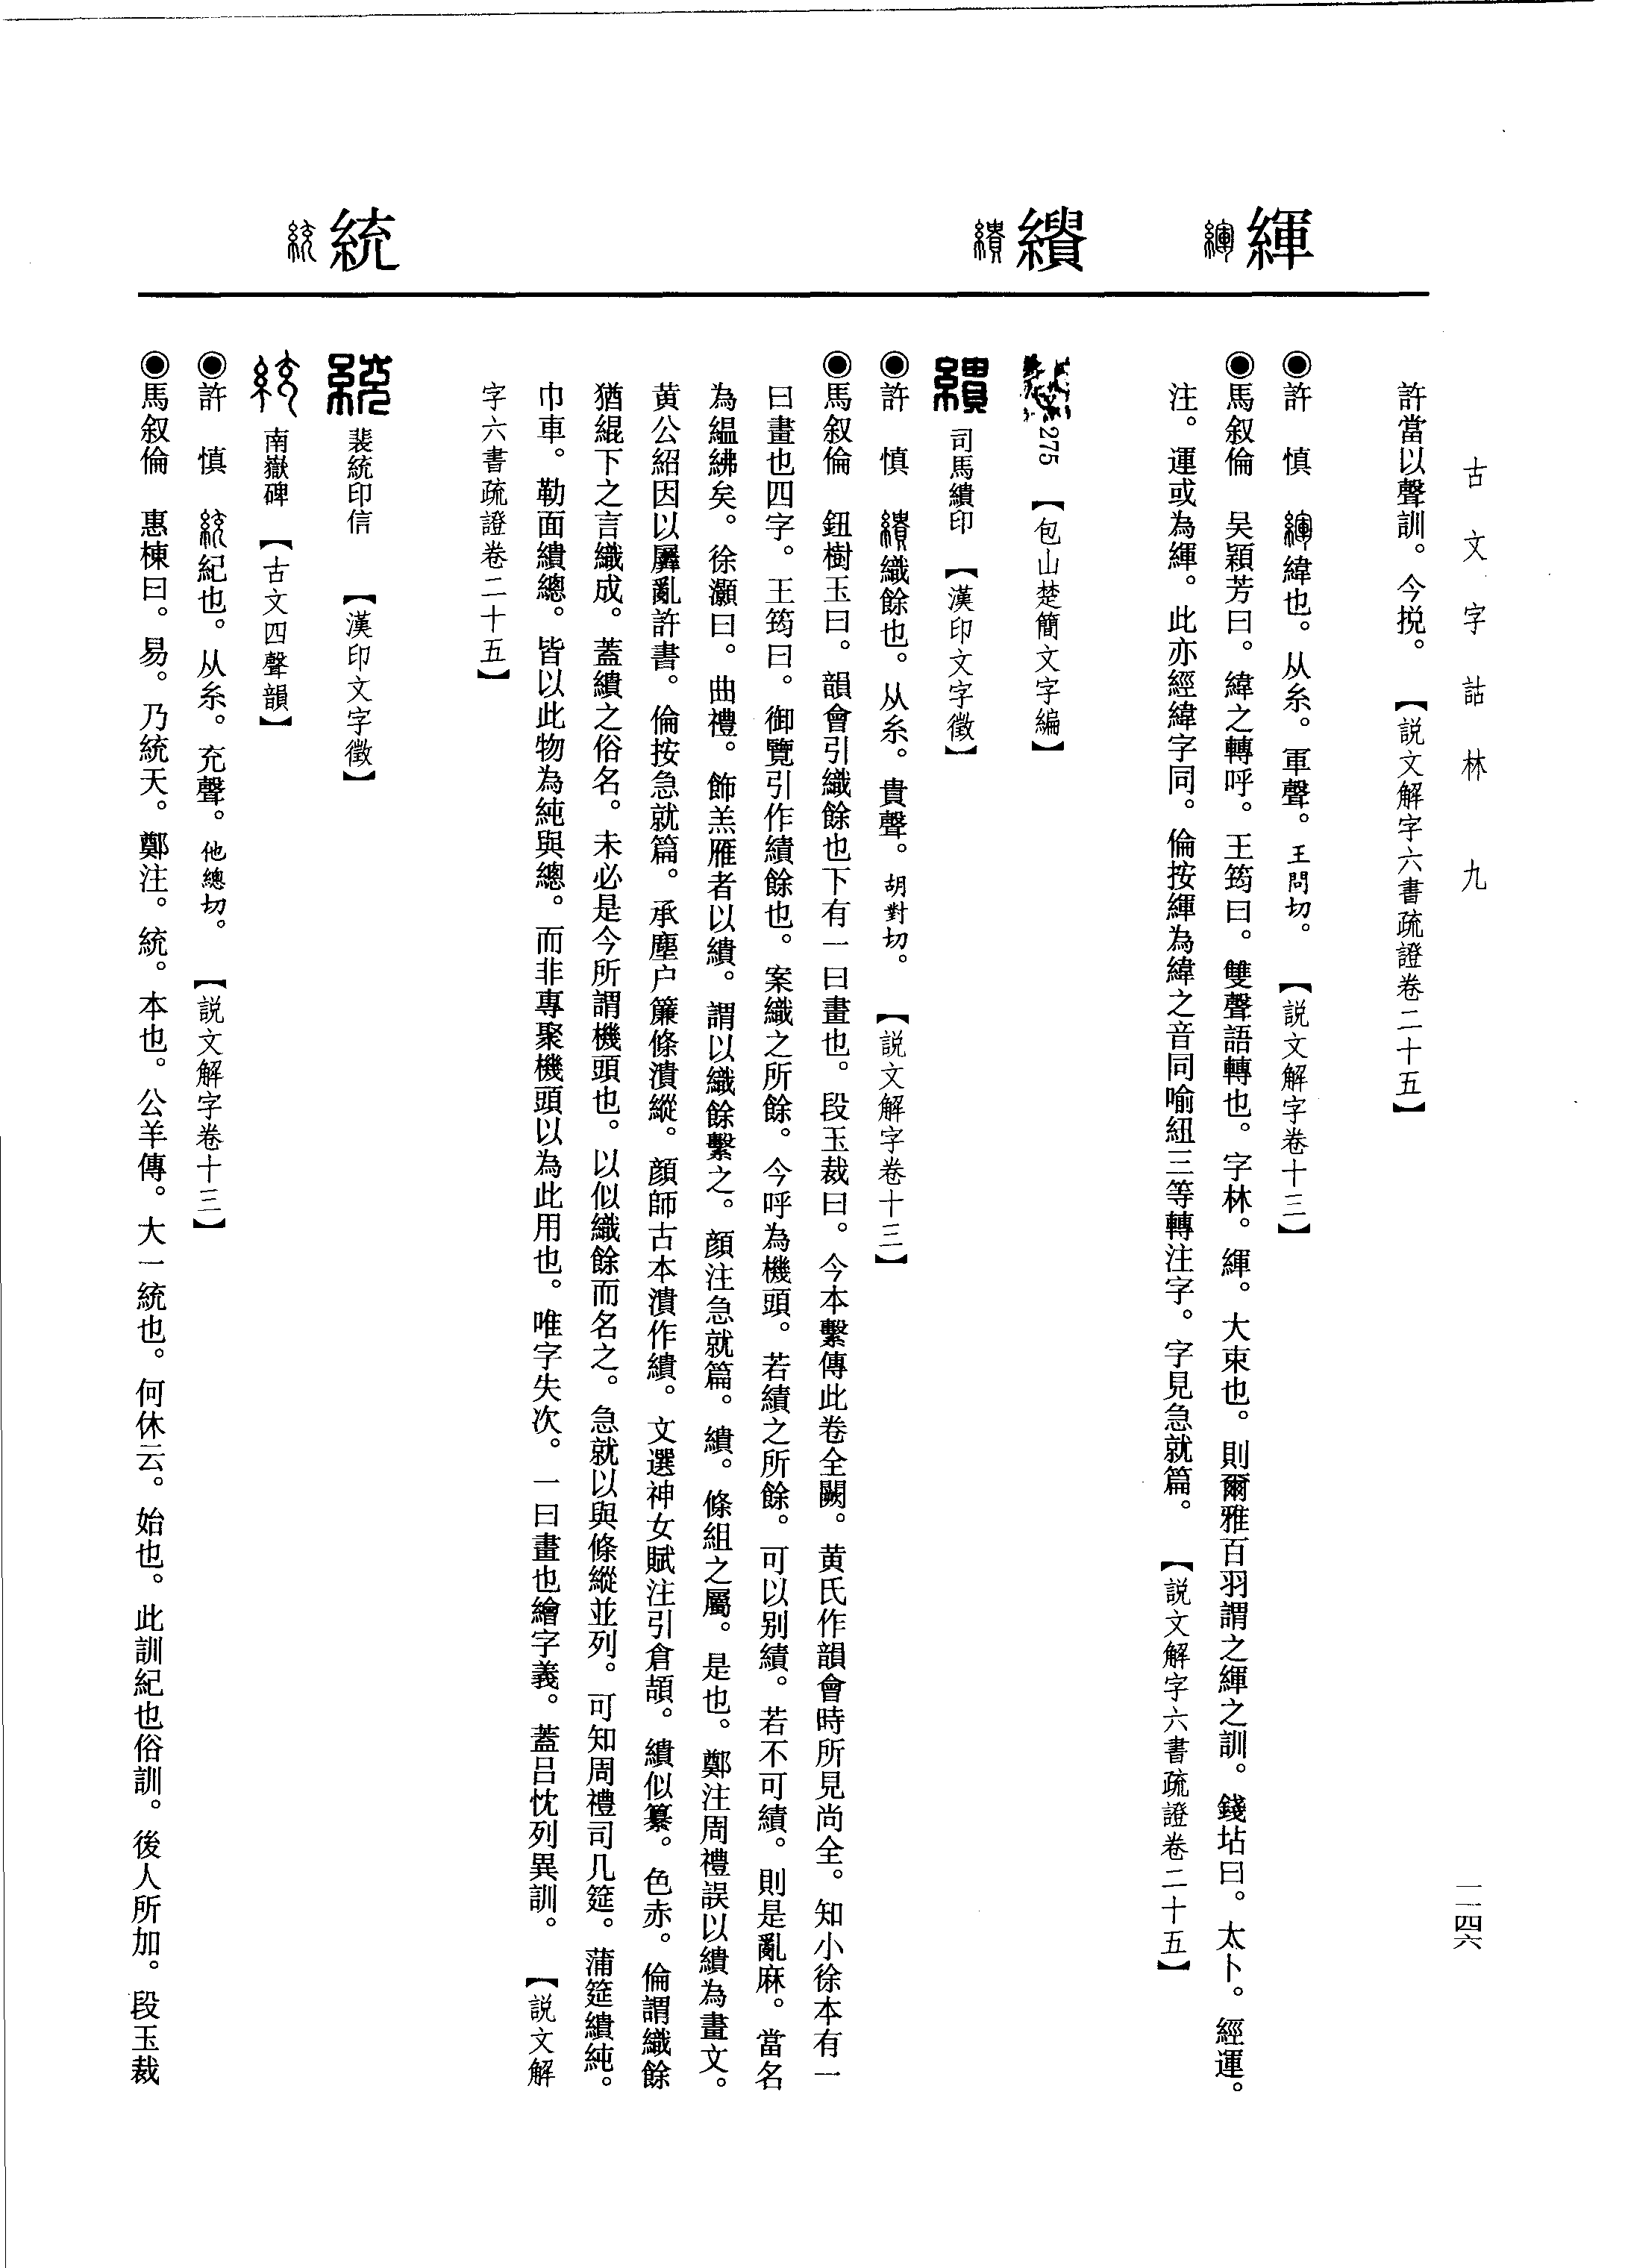 古文字詁林 九
一一四六
許當以聲訓。今挩。 【説文解字六書疏證卷二十五】
緷
◉許 慎 緷緯也。从糸。軍聲。王問切。 【説文解字卷十三】
◉馬叙倫 吴穎芳曰。緯之轉呼。王筠曰。雙聲語轉也。字林。緷。大束也。則爾雅百羽謂之緷之訓。錢坫曰。太卜。經運。
注。運或為緷。此亦經緯字同。倫按緷為緯之音同喻紐三等轉注字。字見急就篇。 【説文解字六書疏證卷二十五】
繢
275 【包山楚簡文字編】
司馬繢印 【漢印文字徵】
◉許 慎 繢織餘也。从糸。貴聲。胡對切。 【説文解字卷十三】
◉馬叙倫 鈕樹玉曰。韻會引織餘也下有一曰畫也。段玉裁曰。今本繫傳此卷全闕。黄氏作韻會時所見尚全。知小徐本有一
曰畫也四字。王筠曰。御覽引作績餘也。案織之所餘。今呼為機頭。若績之所餘。可以别績。若不可績。則是亂麻。當名
為緼紼矣。徐灝曰。曲禮。飾羔雁者以繢。謂以織餘繫之。顔注急就篇。繢。絛組之屬。是也。鄭注周禮誤以繢為畫文。
黄公紹因以羼亂許書。倫按急就篇。承塵户簾絛潰縱。顔師古本潰作繢。文選神女賦注引倉頡。繢似纂。色赤。倫謂織餘
猶緄下之言織成。蓋繢之俗名。未必是今所謂機頭也。以似織餘而名之。急就以與絛縱並列。可知周禮司几筵。蒲筵繢純。
巾車。勒面繢總。皆以此物為純與總。而非專聚機頭以為此用也。唯字失次。一曰畫也繪字義。蓋吕忱列異訓。 【説文解
字六書疏證卷二十五】
統
裴統印信 【漢印文字徵】
南嶽碑 【古文四聲韻】
◉許 慎 統紀也。从糸。充聲。他總切。 【説文解字卷十三】
◉馬叙倫 惠棟曰。易。乃統天。鄭注。統。本也。公羊傳。大一統也。何休云。始也。此訓紀也俗訓。後人所加。段玉裁